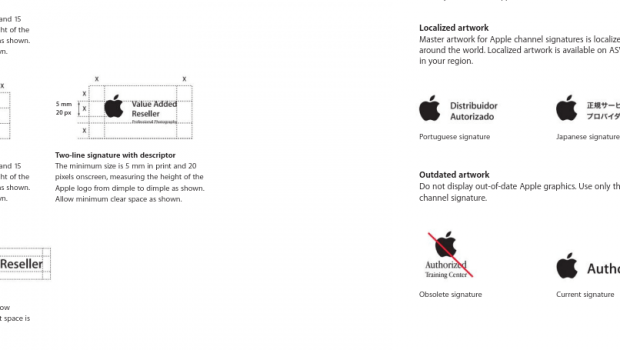 and 15
ht of the
as shown.
wn.
x
x
x
x
x
x
5 mm
20 px
Value Added
Reseller
Professional Photography
and 15
ht of the
as shown.
wn.
Two-line signature with descriptor
The minimum size is 5 mm in print and 20
pixels onscreen, measuring the height of the
Apple logo from dimple to dimple as shown.
Allow minimum clear space as shown.
Reseller
ow
t space is
Localized artwork
Master artwork for Apple channel signatures is localize
around the world. Localized artwork is available on AS
in your region.
Distribuidor
Autorizado
正規サービ
プロバイダ
Portuguese signature
Japanese signature
Outdated artwork
Do not display out-of-date Apple graphics. Use only th
channel signature.
Authorized
Training Center
Autho
Obsolete signature
Current signature